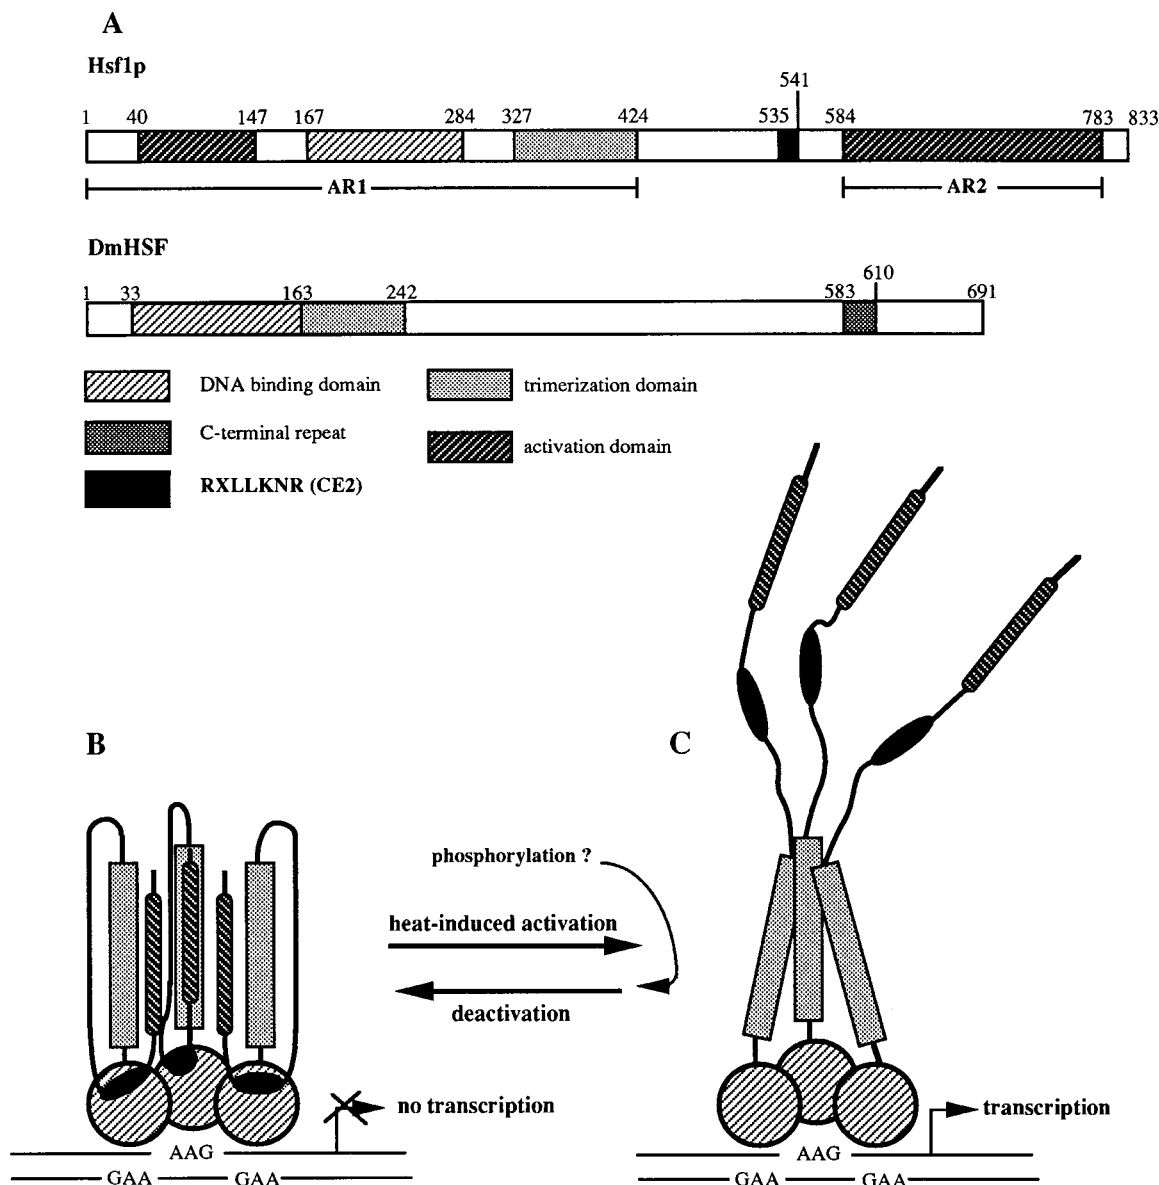 A
Hsf1p
541
1 40 147 167 284 327 424 535 584 783 833
AR1 AR2
DmHSF
610
1 33 163 242 583 691
DNA binding domain trimerization domain
C-terminal repeat activation domain
RXLLKNR (CE2)
B C
phosphorylation ?
heat-induced activation
deactivation
no transcription transcription
AAG AAG
GAA GAA GAA GAA